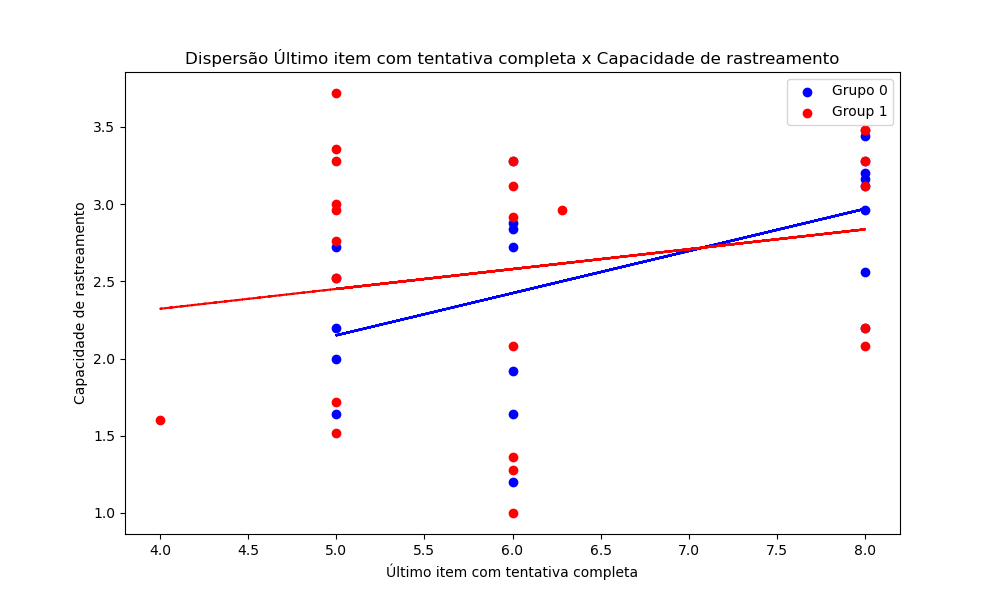 Dispersão Último item com tentativa completa x Capacidade de rastreamento
Grupo 0
Group 1
Capacidade de rastreamento
3.5
3.0
2.5
2.0
1.5
1.0
4.0 4.5 5.0 5.5 6.0 6.5 7.0 7.5 8.0
Último item com tentativa completa